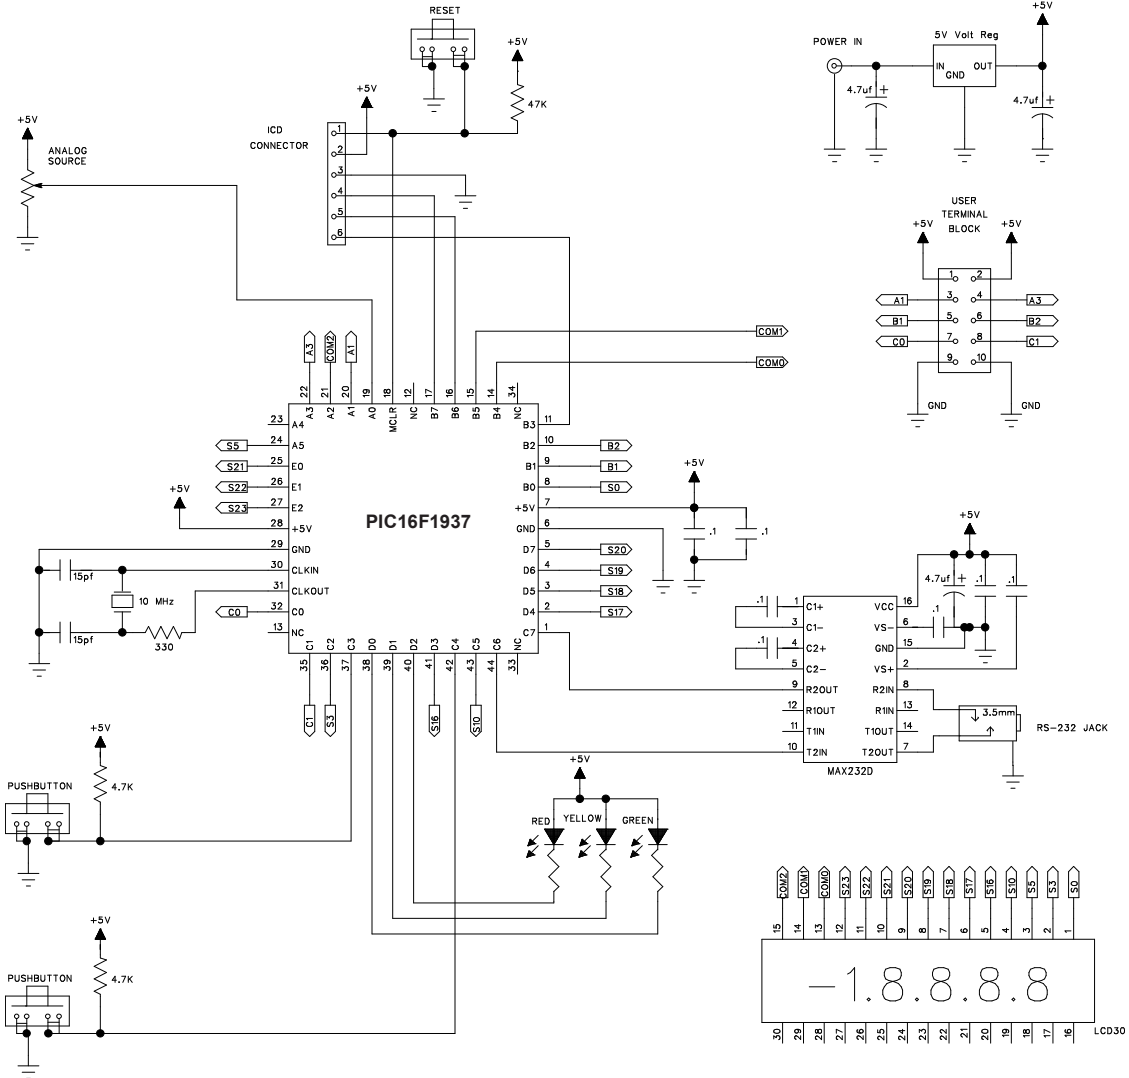 RESET
+5V
47K
+5V
ICD
CONNECTOR
1
2
3
4
5
6
+5V
ANALOG
SOURCE
POWER IN
5V Volt Reg
IN
OUT
GND
+5V
4.7uf +
4.7uf +
USER
TERMINAL
BLOCK
+5V
+5V
1 2
A1 3 4 A3
B1 5 6 B2
C0 7 8 C1
9 10
GND
GND
COM1
COM0
A3
COM2
A1
22 21 20 19 18 12 17 16 15 14 34
A3 A2 A1 A0 MCLR NC B7 B6 B5 B4 NC
PIC16F1937
23 A4
S5 24 A5
S21 25 E0
S22 26 E1
S23 27 E2
+5V
28 +5V
29 GND
30 CLKIN
31 CLKOUT
C0 32 C0
13 NC
15pf
10 MHz
15pf
330
B3 11
B2 10 B2
B1 9 B1
B0 8 S0
+5V 7
GND 6
D7 5 S20
D6 4 S19
D5 3 S18
D4 2 S17
C7 1
+5V
.1
.1
C1 C2 C3 D0 D1 D2 D3 C4 C5 C6 NC
35 36 37 38 39 40 41 42 43 44 33
C1
S3
S16
S10
+5V
4.7uf +
.1
.1
.1
.1
.1
1 C1+
3 C1-
4 C2+
5 C2-
9 R2OUT
12 R1OUT
11 T1IN
10 T2IN
VCC 16
VS- 6
GND 15
VS+ 2
R2IN 8
R1IN 13
T1OUT 14
T2OUT 7
MAX232D
3.5mm
RS-232 JACK
+5V
4.7K
PUSHBUTTON
+5V
RED
YELLOW
GREEN
+5V
4.7K
PUSHBUTTON
COM2 COM1 COM0 S23 S22 S21 S20 S19 S18 S17 S16 S10 S5 S3 S0
15 14 13 12 11 10 9 8 7 6 5 4 3 2 1
-1.8.8.8.8
30 29 28 27 26 25 24 23 22 21 20 19 18 17 16
LCD30